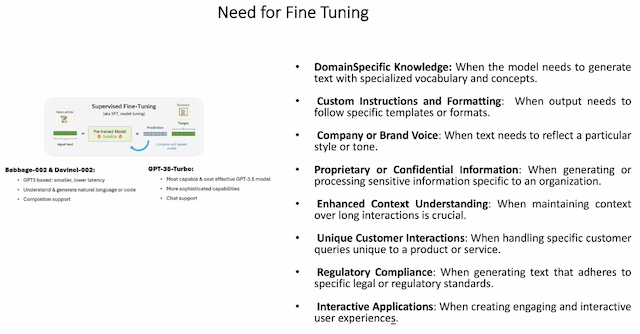 Need for Fine Tuning
Supervised Fine-Tuning
(aka SFT, model tuning)
Pre-trained Model
Tunable
Prediction
Target
Input text
Compare and update
Babbage-002 & Davinci-002:
• GPT3 based: smaller, lower latency
• Understand & generate natural language or code
• Completion support
GPT-35-Turbo:
• Most capable & cost effective GPT-3.5 model
• More sophisticated capabilities
• Chat support
• DomainSpecific Knowledge: When the model needs to generate
text with specialized vocabulary and concepts.
• Custom Instructions and Formatting: When output needs to
follow specific templates or formats.
• Company or Brand Voice: When text needs to reflect a particular
style or tone.
• Proprietary or Confidential Information: When generating or
processing sensitive information specific to an organization.
• Enhanced Context Understanding: When maintaining context
over long interactions is crucial.
• Unique Customer Interactions: When handling specific customer
queries unique to a product or service.
• Regulatory Compliance: When generating text that adheres to
specific legal or regulatory standards.
• Interactive Applications: When creating engaging and interactive
user experiences.